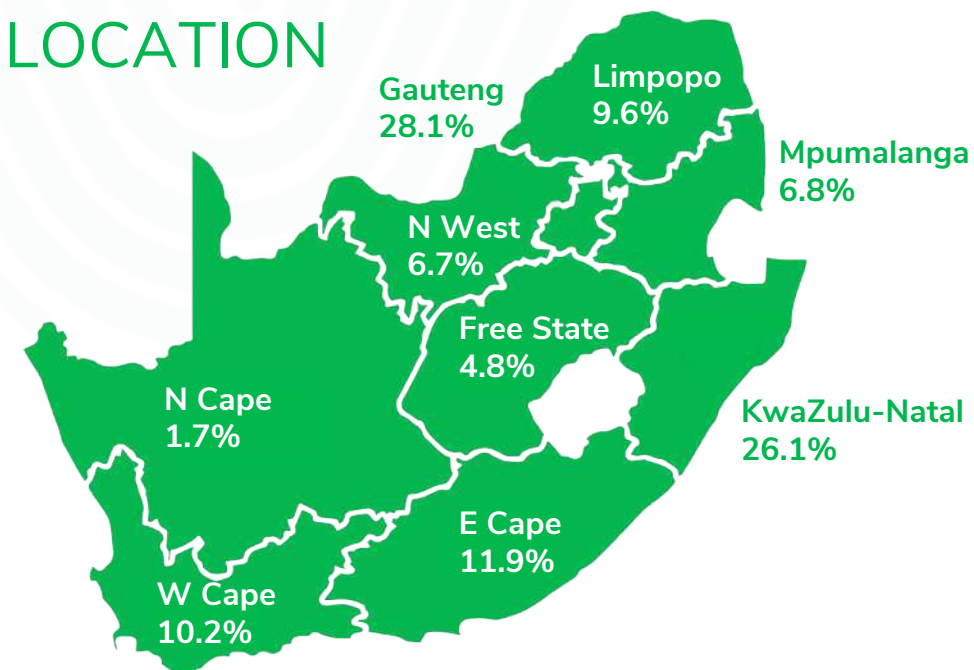 LOCATION
Gauteng
28.1%
Limpopo
9.6%
Mpumalanga
6.8%
N West
6.7%
Free State
4.8%
N Cape
1.7%
KwaZulu-Natal
26.1%
E Cape
11.9%
W Cape
10.2%